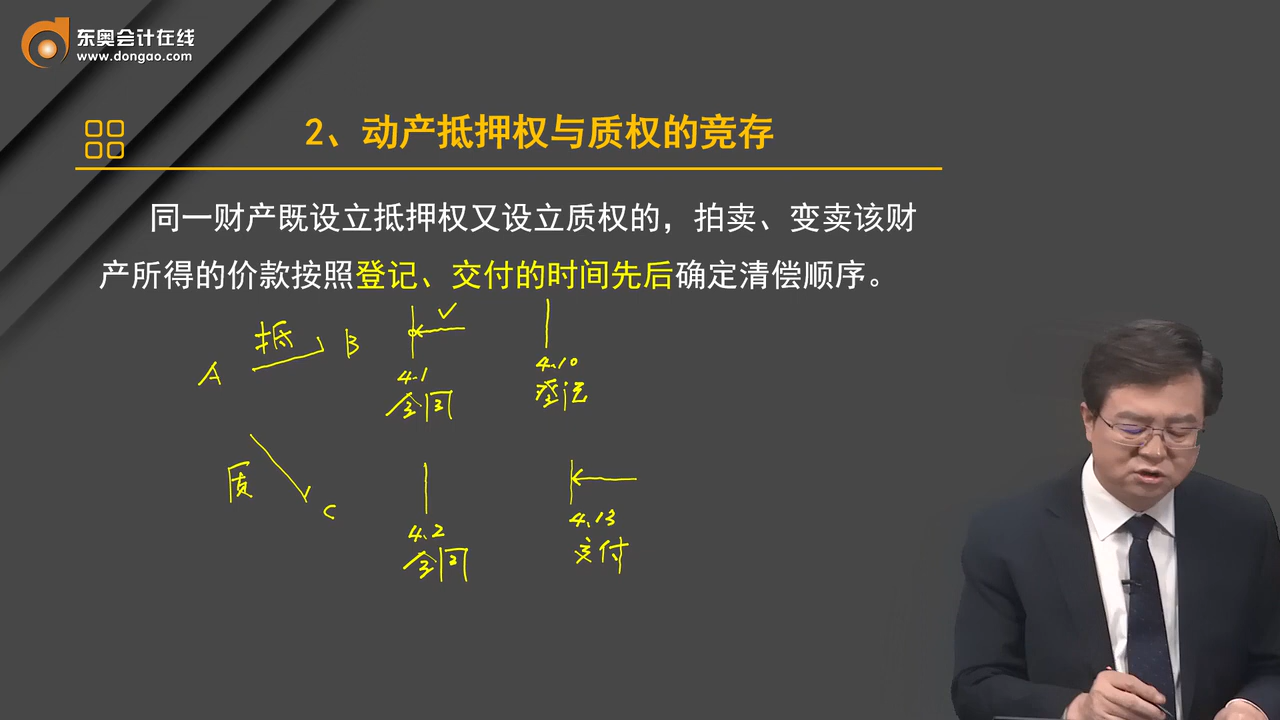 东奥会计在线
www.dongao.com
2、动产抵押权与质权的竞存
同一财产既设立抵押权又设立质权的，拍卖、变卖该财
产所得的价款按照登记、交付的时间先后确定清偿顺序。
A 抵 B
4.1 合同
4.10 登记
质 C
4.2 合同
4.13 交付